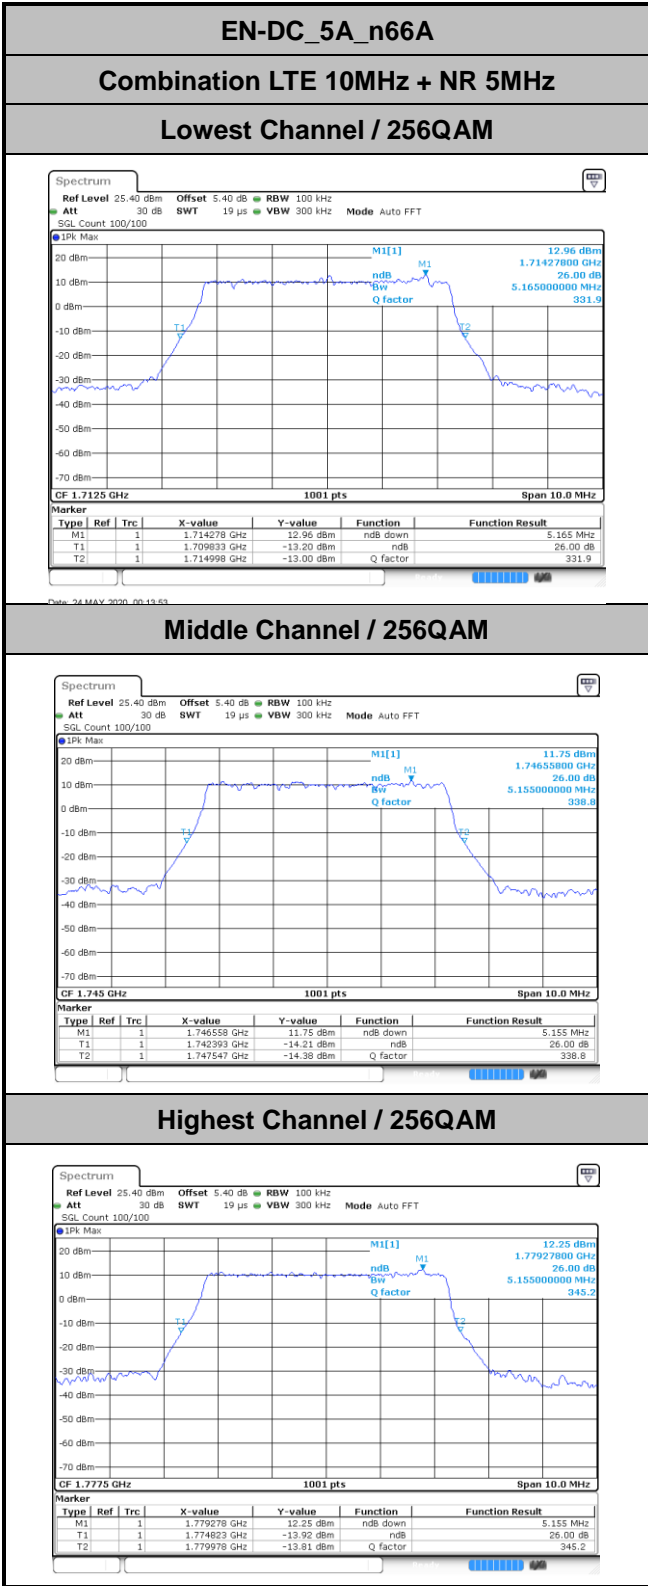 EN-DC_5A_n66A
Combination LTE 10MHz + NR 5MHz
Lowest Channel / 256QAM
Spectrum
Ref Level 25.40 dBm Offset 5.40 dB RBW 100 kHz
Att 30 dB SWT 19 µs VBW 300 kHz Mode Auto FFT
SGL Count 100/100
1Pk Max
M1[1] 12.96 dBm
1.71427800 GHz
M1
ndB 26.00 dB
Bw 5.165000000 MHz
Q factor 331.9
20 dBm
10 dBm
0 dBm
-10 dBm
T1
T2
-20 dBm
-30 dBm
-40 dBm
-50 dBm
-60 dBm
-70 dBm
CF 1.7125 GHz 1001 pts Span 10.0 MHz
Marker
Type Ref Trc X-value Y-value Function Function Result
M1 1 1.714278 GHz 12.96 dBm ndB down 5.165 MHz
T1 1 1.709833 GHz -13.20 dBm ndB 26.00 dB
T2 1 1.714998 GHz -13.00 dBm Q factor 331.9
Date: 24 MAY 2020 00:13:53
Middle Channel / 256QAM
Spectrum
Ref Level 25.40 dBm Offset 5.40 dB RBW 100 kHz
Att 30 dB SWT 19 µs VBW 300 kHz Mode Auto FFT
SGL Count 100/100
1Pk Max
M1[1] 11.75 dBm
1.74655800 GHz
M1
ndB 26.00 dB
Bw 5.155000000 MHz
Q factor 338.8
20 dBm
10 dBm
0 dBm
-10 dBm
T1
T2
-20 dBm
-30 dBm
-40 dBm
-50 dBm
-60 dBm
-70 dBm
CF 1.745 GHz 1001 pts Span 10.0 MHz
Marker
Type Ref Trc X-value Y-value Function Function Result
M1 1 1.746558 GHz 11.75 dBm ndB down 5.155 MHz
T1 1 1.742393 GHz -14.21 dBm ndB 26.00 dB
T2 1 1.747547 GHz -14.38 dBm Q factor 338.8
Highest Channel / 256QAM
Spectrum
Ref Level 25.40 dBm Offset 5.40 dB RBW 100 kHz
Att 30 dB SWT 19 µs VBW 300 kHz Mode Auto FFT
SGL Count 100/100
1Pk Max
M1[1] 12.25 dBm
1.77927800 GHz
M1
ndB 26.00 dB
Bw 5.155000000 MHz
Q factor 345.2
20 dBm
10 dBm
0 dBm
-10 dBm
T1
T2
-20 dBm
-30 dBm
-40 dBm
-50 dBm
-60 dBm
-70 dBm
CF 1.7775 GHz 1001 pts Span 10.0 MHz
Marker
Type Ref Trc X-value Y-value Function Function Result
M1 1 1.779278 GHz 12.25 dBm ndB down 5.155 MHz
T1 1 1.774823 GHz -13.92 dBm ndB 26.00 dB
T2 1 1.779978 GHz -13.81 dBm Q factor 345.2